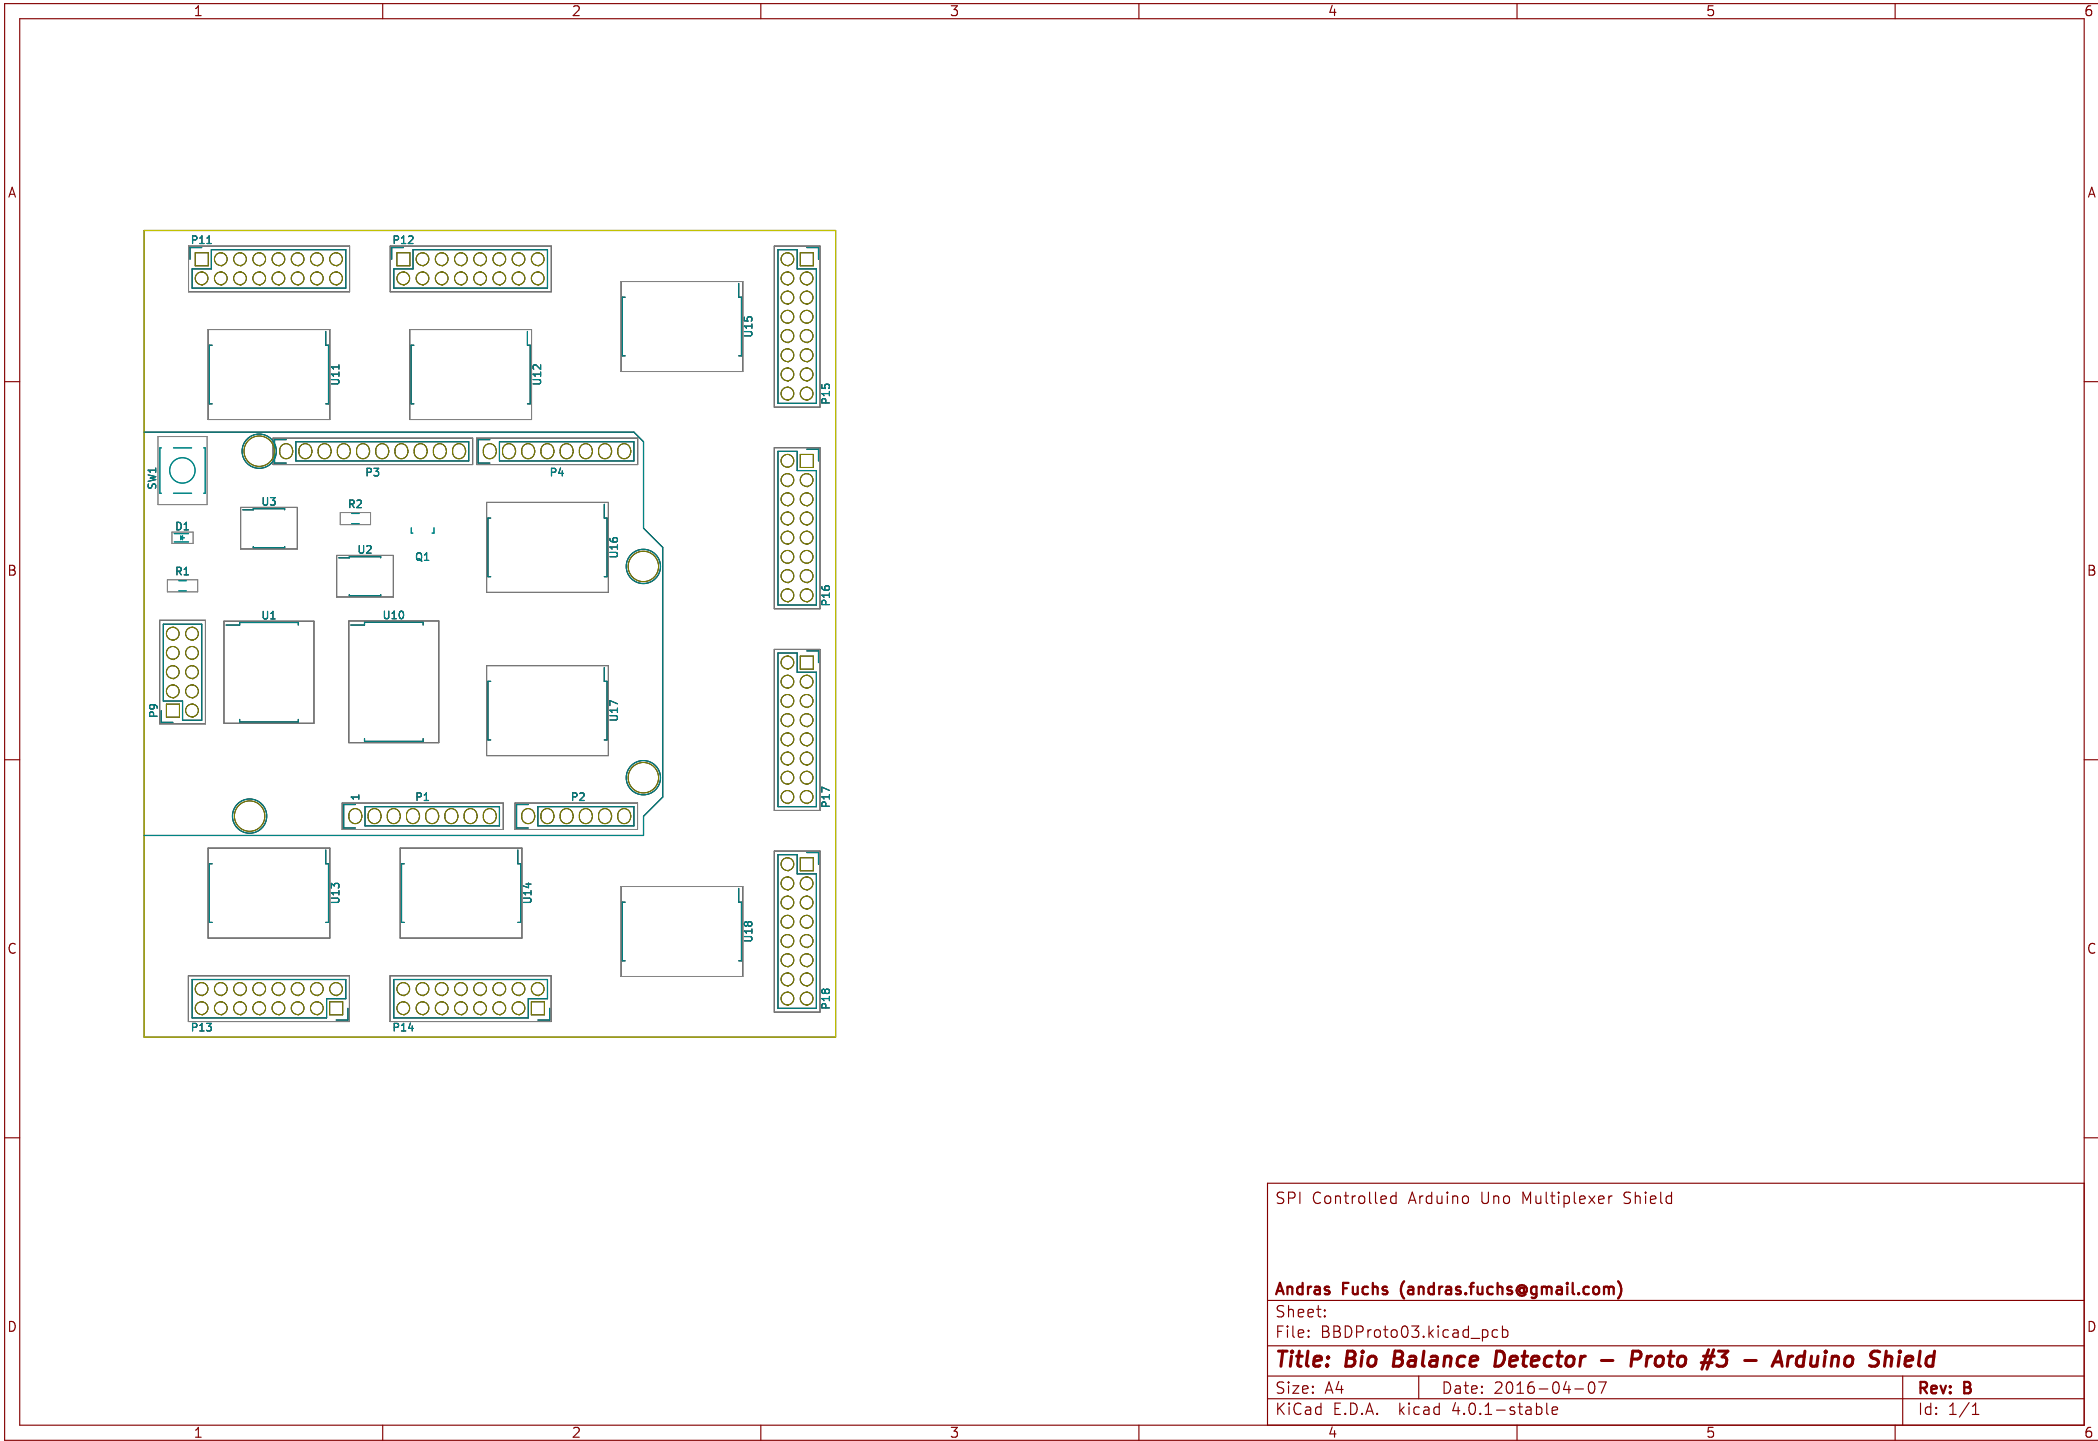 1 2 3 4 5 6
A A
P11 P12
U15
U11 U12
P15
P3 P4
SW1
U3 R2
D1
Q1
U2
U16
B B
R1
P16
U1 U10
P9
U17
1 P1 P2
P17
U13 U14
U18
C C
P18
P13 P14
SPI Controlled Arduino Uno Multiplexer Shield
Andras Fuchs (andras.fuchs@gmail.com)
Sheet:
File: BBDProto03.kicad_pcb
D D
Title: Bio Balance Detector – Proto #3 – Arduino Shield
Size: A4 Date: 2016-04-07 Rev: B
KiCad E.D.A. kicad 4.0.1-stable Id: 1/1
1 2 3 4 5 6